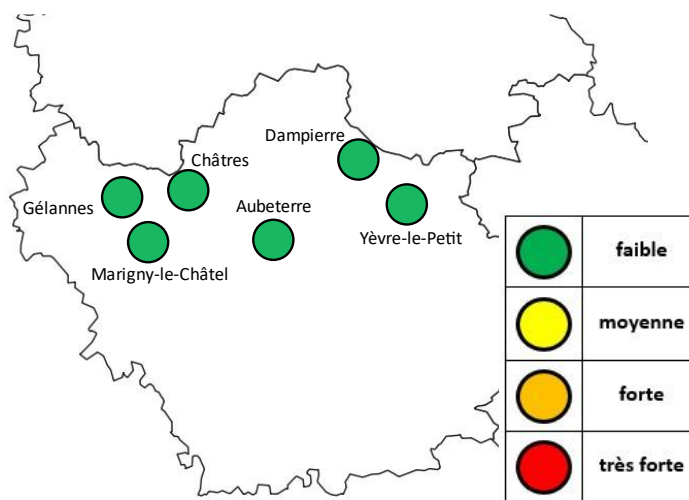 Dampierre
Châtres
Gélannes
Aubeterre
Yèvre-le-Petit
Marigny-le-Châtel
faible
moyenne
forte
très forte